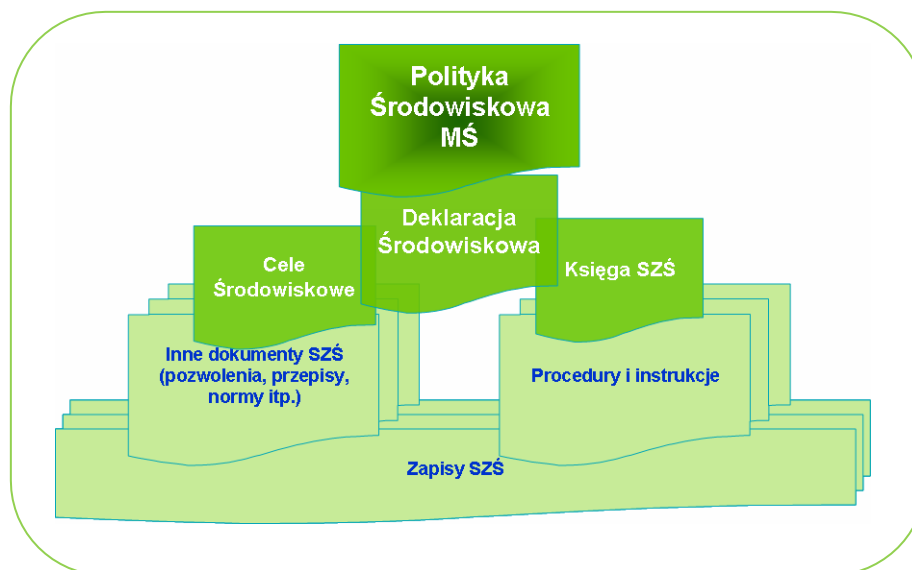 Polityka
Środowiskowa
MŚ
Deklaracja
Środowiskowa
Cele
Środowiskowe
Księga SZŚ
Inne dokumenty SZŚ
(pozwolenia, przepisy,
normy itp.)
Procedury i instrukcje
Zapisy SZŚ